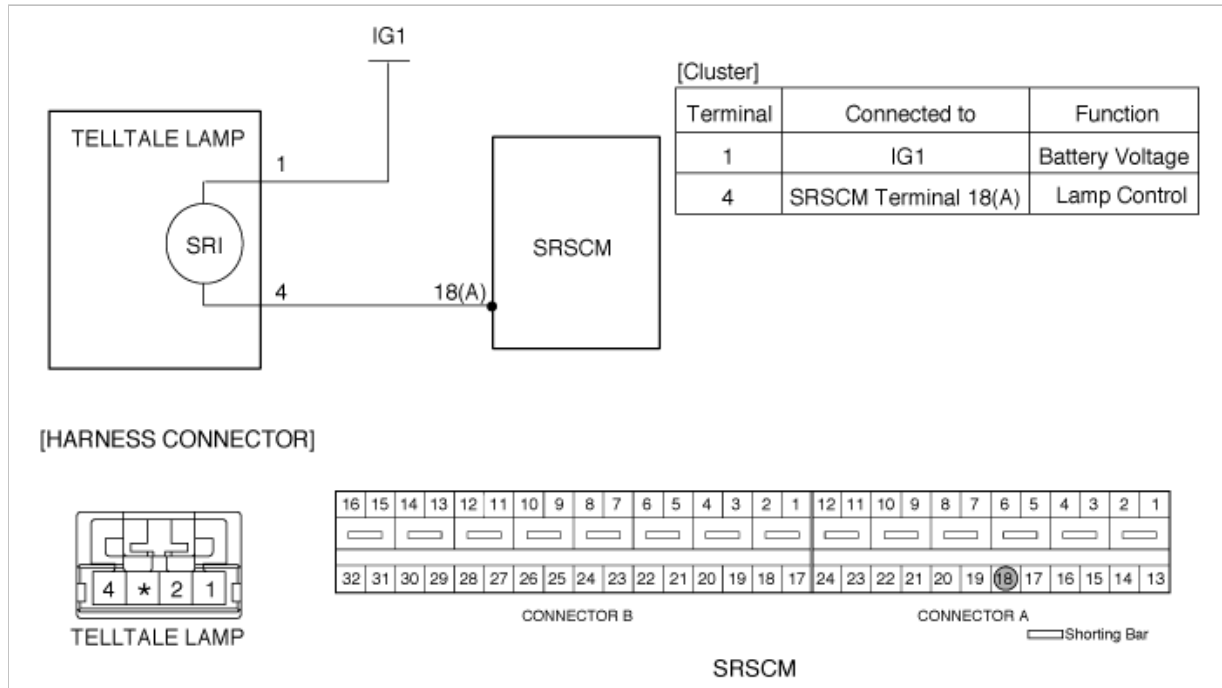 IG1
[Cluster]
Terminal Connected to Function
1 IG1 Battery Voltage
4 SRSCM Terminal 18(A) Lamp Control
TELLTALE LAMP
1
SRI
4
18(A)
SRSCM
[HARNESS CONNECTOR]
4 * 2 1
TELLTALE LAMP
16 15 14 13 12 11 10 9 8 7 6 5 4 3 2 1 12 11 10 9 8 7 6 5 4 3 2 1
32 31 30 29 28 27 26 25 24 23 22 21 20 19 18 17 24 23 22 21 20 19 18 17 16 15 14 13
CONNECTOR B CONNECTOR A
Shorting Bar
SRSCM